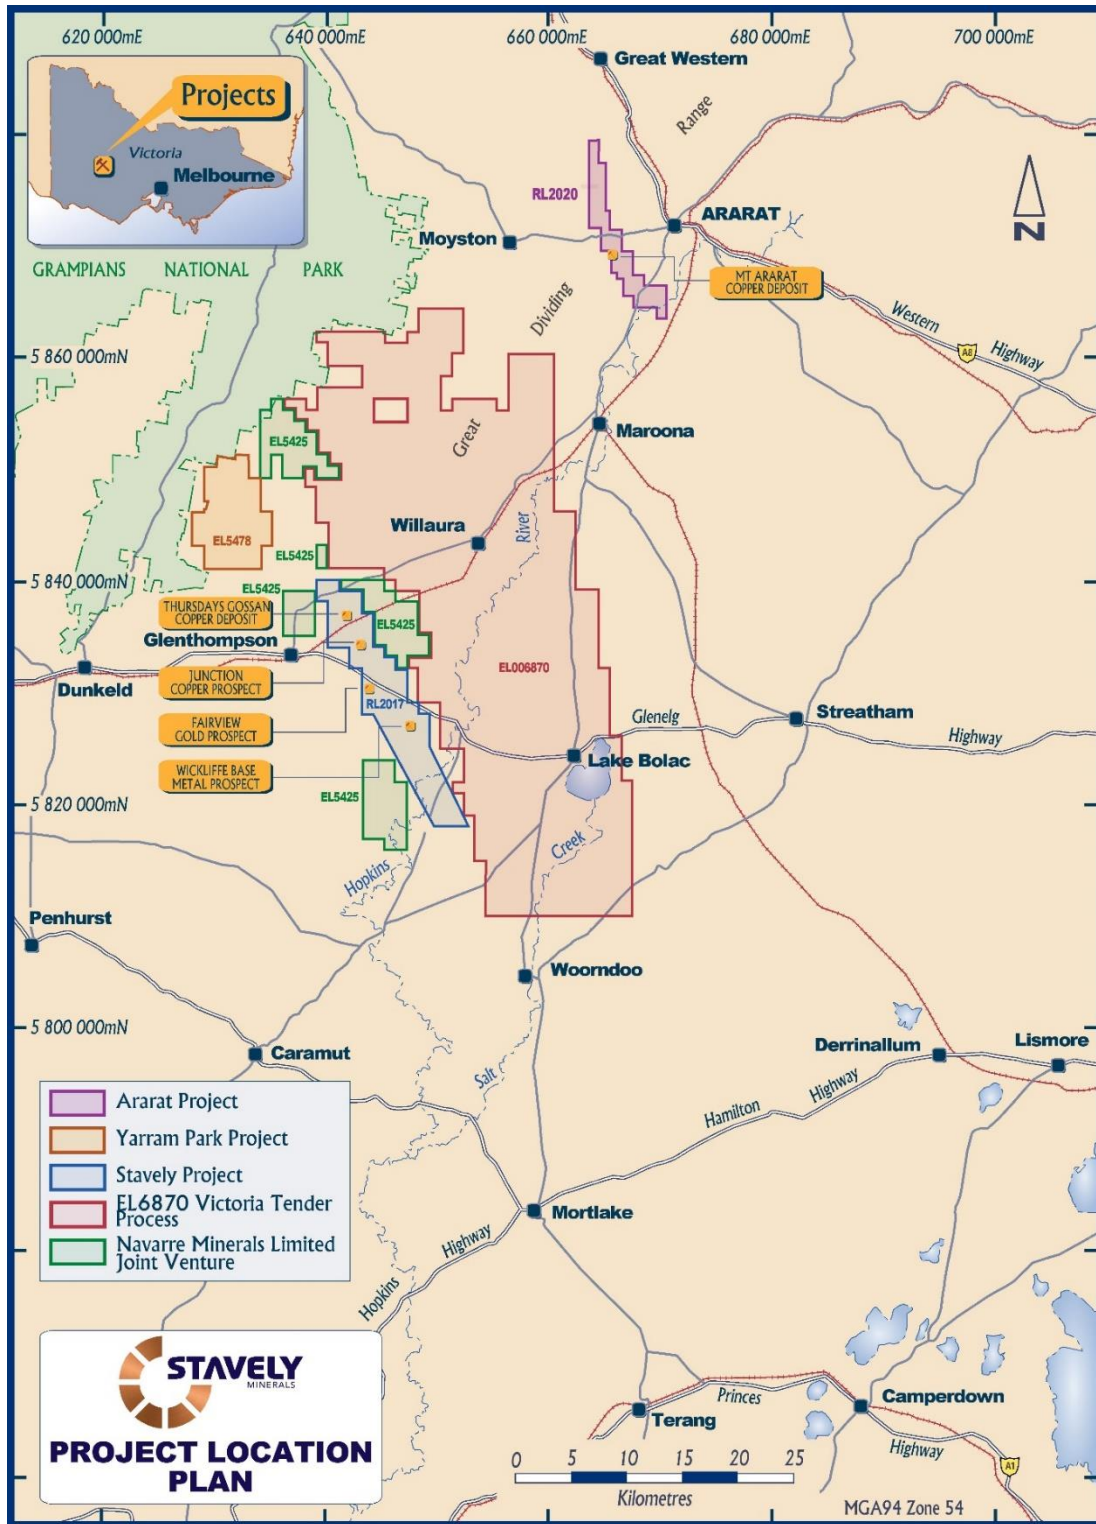 620 000mE
640 000mE
660 000mE
680 000mE
700 000mE
Great Western
Projects
Victoria
Melbourne
Range
RL2020
ARARAT
Moyston
N
GRAMPIANS NATIONAL PARK
MT ARARAT
COPPER DEPOSIT
Dividing
Western
A8
Highway
5 860 000mN
Great
Maroona
EL5425
Willaura
River
EL5478
EL5425
5 840 000mN
EL5425
THURSDAYS GOSSAN
COPPER DEPOSIT
EL5425
Glenthompson
EL006870
JUNCTION
COPPER PROSPECT
Dunkeld
RL2017
FAIRVIEW
GOLD PROSPECT
Glenelg
Streatham
Highway
WICKLIFFE BASE
METAL PROSPECT
Lake Bolac
EL5425
5 820 000mN
Creek
Hopkins
Penhurst
Woorndoo
5 800 000mN
Caramut
Derrinallum
Lismore
Salt
Highway
Hamilton
Ararat Project
Yarram Park Project
Stavely Project
EL6870 Victoria Tender
Process
Navarre Minerals Limited
Joint Venture
Mortlake
Highway
Hopkins
STAVELY
MINERALS
PROJECT LOCATION
PLAN
Camperdown
Princes
Terang
Highway
A1
0 5 10 15 20 25
Kilometres
MGA94 Zone 54